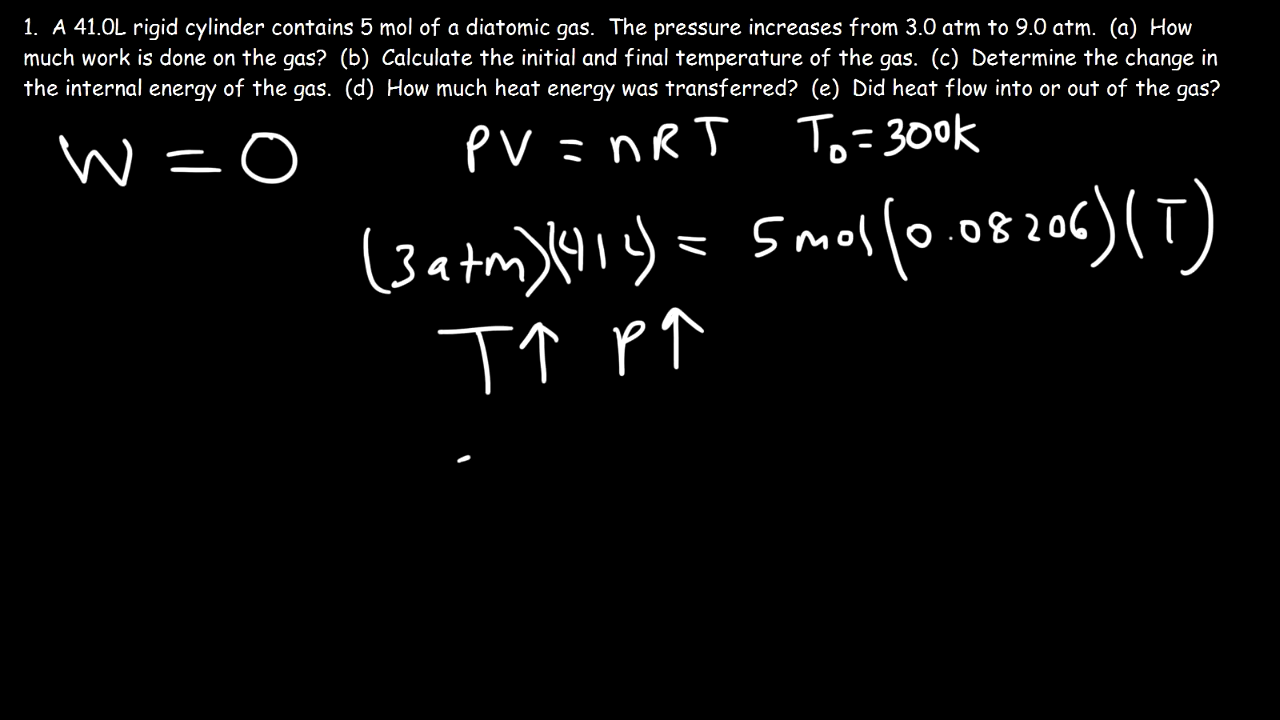 1. A 41.0L rigid cylinder contains 5 mol of a diatomic gas. The pressure increases from 3.0 atm to 9.0 atm. (a) How
much work is done on the gas? (b) Calculate the initial and final temperature of the gas. (c) Determine the change in
the internal energy of the gas. (d) How much heat energy was transferred? (e) Did heat flow into or out of the gas?
W = 0 PV = nRT T₀ = 300K
(3atm)(41L) = 5mol(0.08206)(T)
T↑ P↑